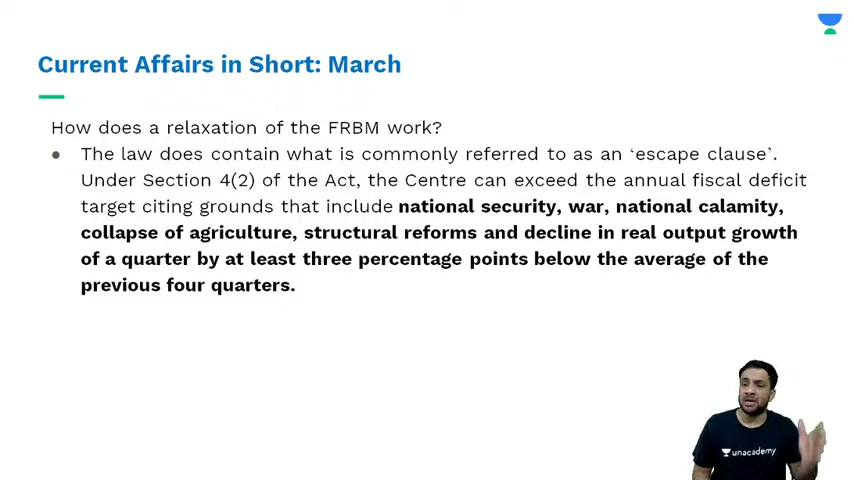 Current Affairs in Short: March
How does a relaxation of the FRBM work?
● The law does contain what is commonly referred to as an ‘escape clause’.
Under Section 4(2) of the Act, the Centre can exceed the annual fiscal deficit
target citing grounds that include national security, war, national calamity,
collapse of agriculture, structural reforms and decline in real output growth
of a quarter by at least three percentage points below the average of the
previous four quarters.
unacademy